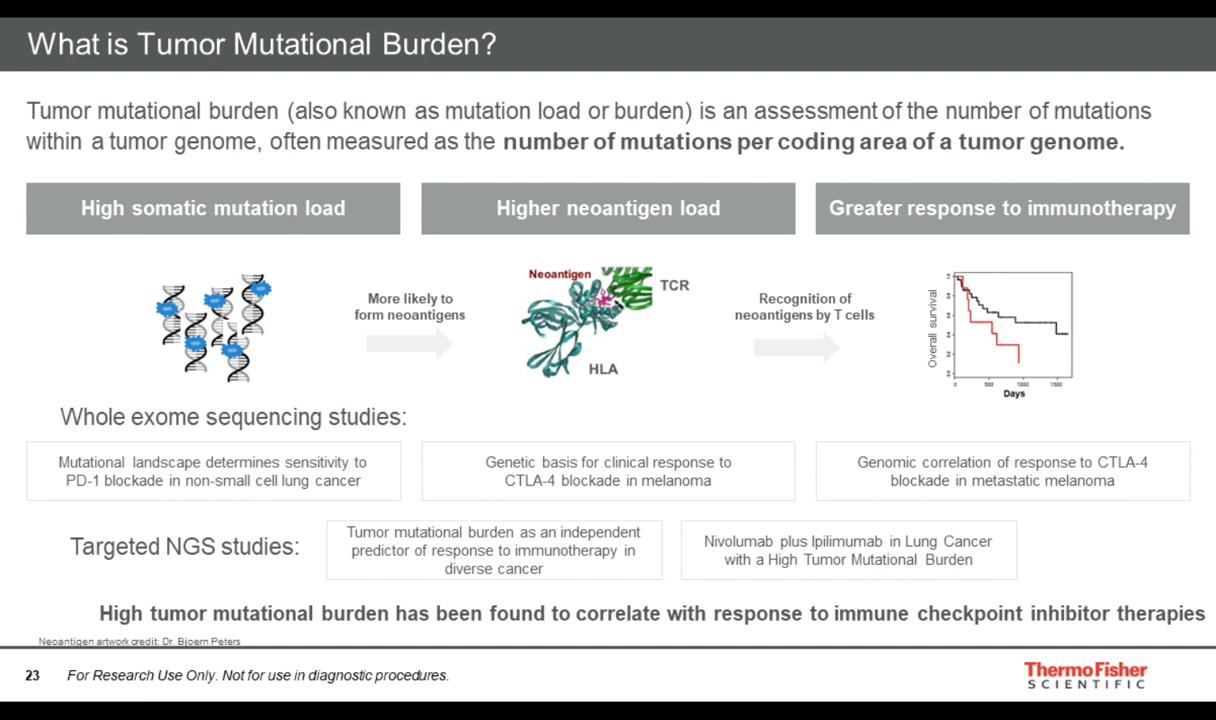 What is Tumor Mutational Burden?
Tumor mutational burden (also known as mutation load or burden) is an assessment of the number of mutations
within a tumor genome, often measured as the number of mutations per coding area of a tumor genome.
High somatic mutation load
Higher neoantigen load
Greater response to immunotherapy
More likely to
form neoantigens
Neoantigen
TCR
HLA
Recognition of
neoantigens by T cells
Overall survival
0 500 1000 1500
Days
Whole exome sequencing studies:
Mutational landscape determines sensitivity to
PD-1 blockade in non-small cell lung cancer
Genetic basis for clinical response to
CTLA-4 blockade in melanoma
Genomic correlation of response to CTLA-4
blockade in metastatic melanoma
Targeted NGS studies:
Tumor mutational burden as an independent
predictor of response to immunotherapy in
diverse cancer
Nivolumab plus Ipilimumab in Lung Cancer
with a High Tumor Mutational Burden
High tumor mutational burden has been found to correlate with response to immune checkpoint inhibitor therapies
Neoantigen artwork credit: Dr. Bjoern Peters
23
For Research Use Only. Not for use in diagnostic procedures.
ThermoFisher
SCIENTIFIC